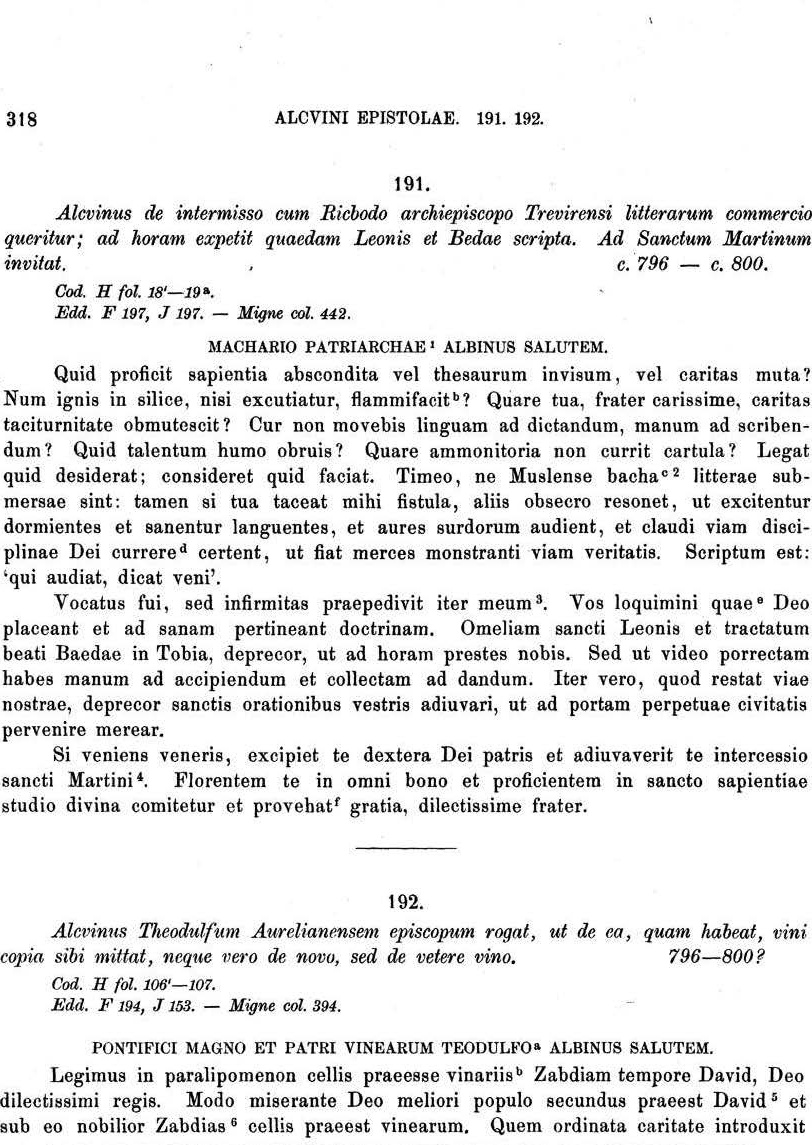 318 ALCVINI EPISTOLAE. 191. 192.
191.
Alcvinus de intermisso cum Ricbodo archiepiscopo Trevirensi litterarum commercio
queritur; ad horam expetit quaedam Leonis et Bedae scripta. Ad Sanctum Martinum
invitat. c. 796 — c. 800.
Cod. H fol. 18'—19ᵃ.
Edd. F 197, J 197. — Migne col. 442.
MACHARIO PATRIARCHAE¹ ALBINUS SALUTEM.
Quid proficit sapientia abscondita vel thesaurum invisum, vel caritas muta?
Num ignis in silice, nisi excutiatur, flammifacitᵇ? Quare tua, frater carissime, caritas
taciturnitate obmutescit? Cur non movebis linguam ad dictandum, manum ad scriben-
dum? Quid talentum humo obruis? Quare ammonitoria non currit cartula? Legat
quid desiderat; consideret quid faciat. Timeo, ne Muslense bachaᶜ ² litterae sub-
mersae sint: tamen si tua taceat mihi fistula, aliis obsecro resonet, ut excitentur
dormientes et sanentur languentes, et aures surdorum audient, et claudi viam disci-
plinae Dei currereᵈ certent, ut fiat merces monstranti viam veritatis. Scriptum est:
‘qui audiat, dicat veni’.
Vocatus fui, sed infirmitas praepedivit iter meum³. Vos loquimini quaeᵉ Deo
placeant et ad sanam pertineant doctrinam. Omeliam sancti Leonis et tractatum
beati Baedae in Tobia, deprecor, ut ad horam prestes nobis. Sed ut video porrectam
habes manum ad accipiendum et collectam ad dandum. Iter vero, quod restat viae
nostrae, deprecor sanctis orationibus vestris adiuvari, ut ad portam perpetuae civitatis
pervenire merear.
Si veniens veneris, excipiet te dextera Dei patris et adiuvaverit te intercessio
sancti Martini⁴. Florentem te in omni bono et proficientem in sancto sapientiae
studio divina comitetur et provehatᶠ gratia, dilectissime frater.
192.
Alcvinus Theodulfum Aurelianensem episcopum rogat, ut de ea, quam habeat, vini
copia sibi mittat, neque vero de novo, sed de vetere vino. 796—800?
Cod. H fol. 106'—107.
Edd. F 194, J 153. — Migne col. 394.
PONTIFICI MAGNO ET PATRI VINEARUM TEODULFOᵃ ALBINUS SALUTEM.
Legimus in paralipomenon cellis praeesse vinariisᵇ Zabdiam tempore David, Deo
dilectissimi regis. Modo miserante Deo meliori populo secundus praeest David⁵ et
sub eo nobilior Zabdias⁶ cellis praeest vinearum. Quem ordinata caritate introduxit